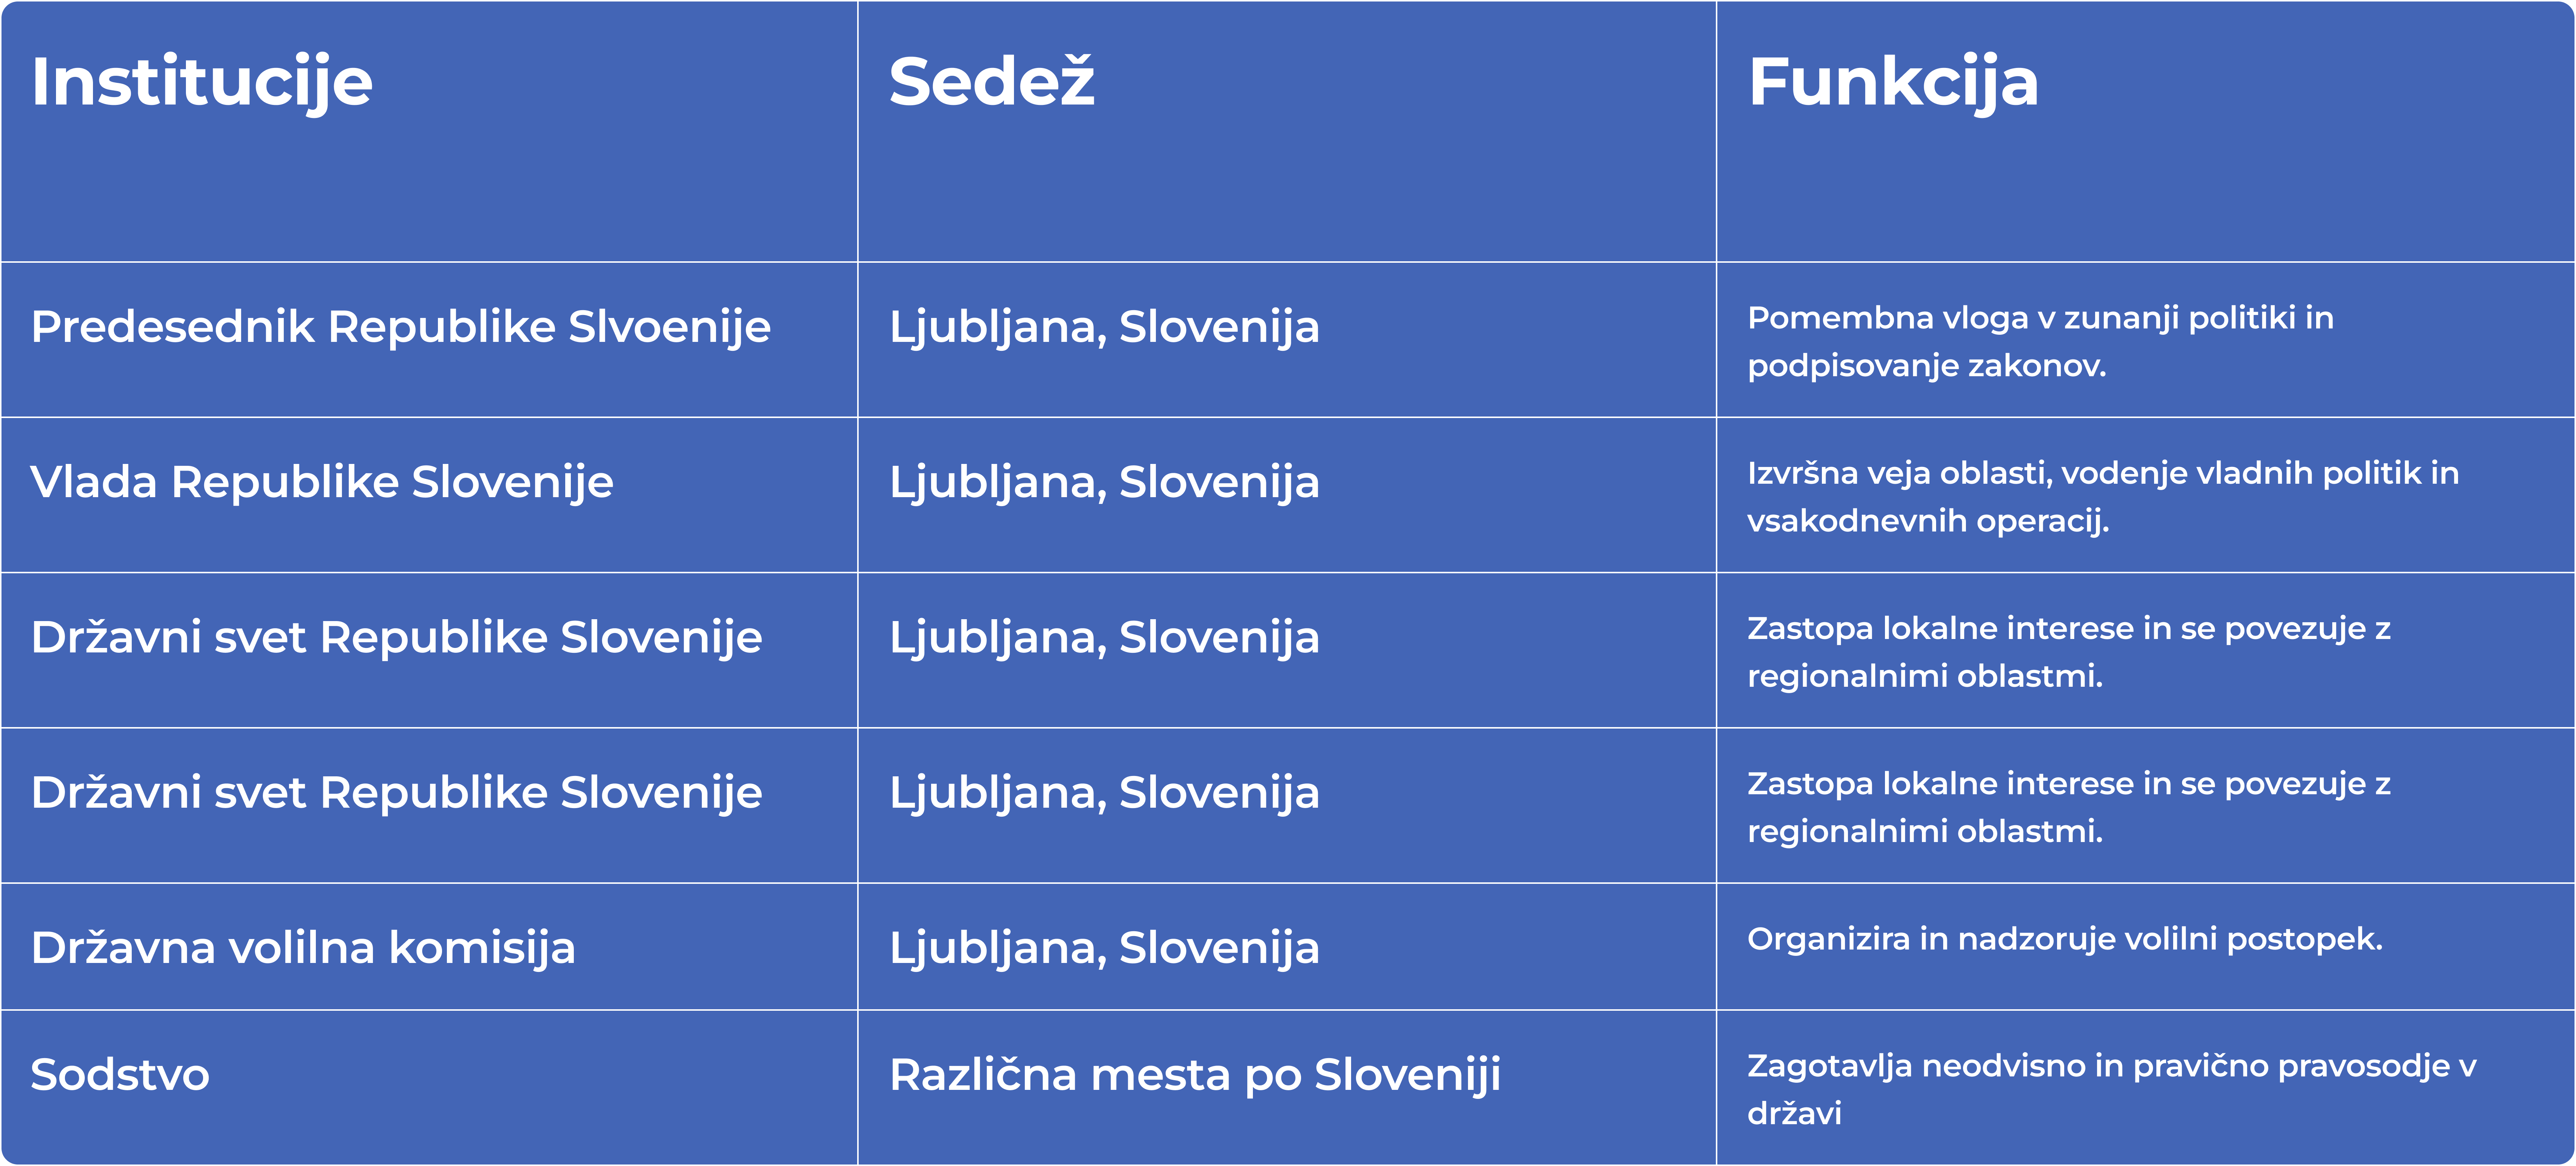 Institucije
Sedež
Funkcija
Predesednik Republike Slvoenije
Ljubljana, Slovenija
Pomembna vloga v zunanji politiki in
podpisovanje zakonov.
Vlada Republike Slovenije
Ljubljana, Slovenija
Izvršna veja oblasti, vodenje vladnih politik in
vsakodnevnih operacij.
Državni svet Republike Slovenije
Ljubljana, Slovenija
Zastopa lokalne interese in se povezuje z
regionalnimi oblastmi.
Državni svet Republike Slovenije
Ljubljana, Slovenija
Zastopa lokalne interese in se povezuje z
regionalnimi oblastmi.
Državna volilna komisija
Ljubljana, Slovenija
Organizira in nadzoruje volilni postopek.
Sodstvo
Različna mesta po Sloveniji
Zagotavlja neodvisno in pravično pravosodje v
državi